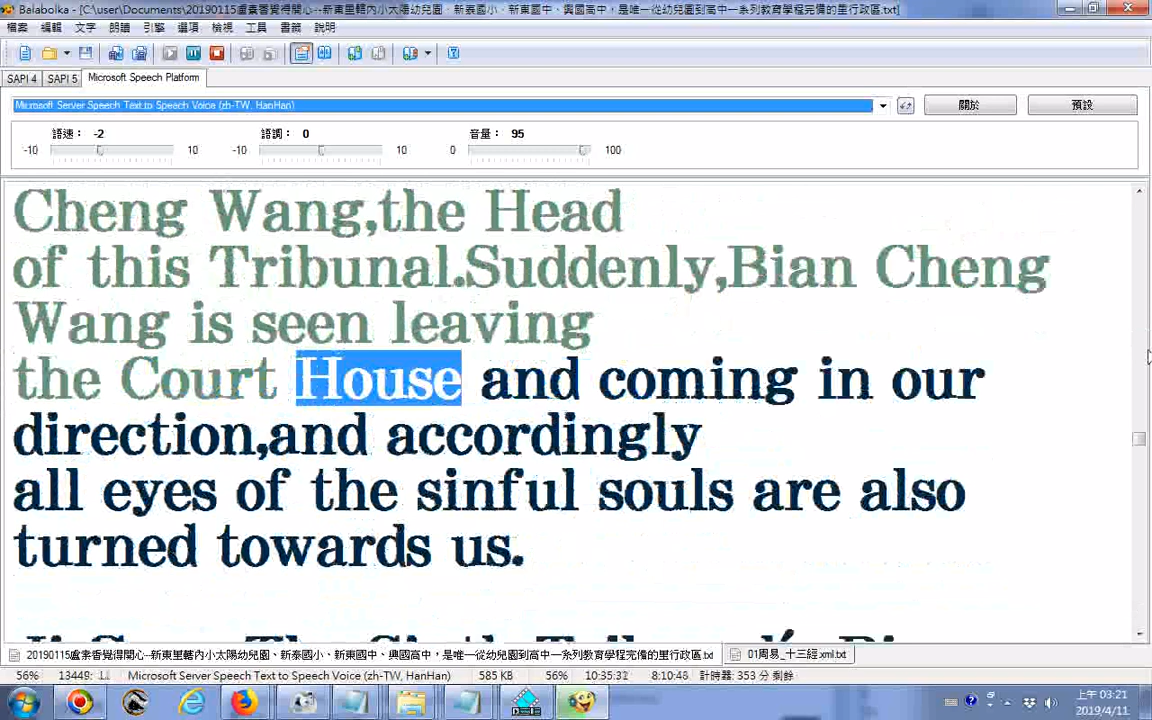 Balabolka - [C:\user\Documents\20190115盧素香覺得開心--新東里轄內小太陽幼兒園、新泰國小、新東國中、興國高中，是唯一從幼兒園到高中一系列教育學程完備的里行政區.txt]
檔案 編輯 文字 朗讀 引擎 選項 檢視 工具 書籤 說明
SAPI 4 SAPI 5 Microsoft Speech Platform
Microsoft Server Speech Text to Speech Voice (zh-TW, HanHan) 關於 預設
語速： -2 語調： 0 音量： 95
-10 10 -10 10 0 100
Cheng Wang,the Head
of this Tribunal.Suddenly,Bian Cheng
Wang is seen leaving
the Court House and coming in our
direction,and accordingly
all eyes of the sinful souls are also
turned towards us.
20190115盧素香覺得開心--新東里轄內小太陽幼兒園、新泰國小、新東國中、興國高中，是唯一從幼兒園到高中一系列教育學程完備的里行政區.txt 01周易_十三經.xml.txt
56% Microsoft Server Speech Text to Speech Voice (zh-TW, HanHan) 585 KB 56% 10:35:32 8:10:48 計時器: 353 分 剩餘
上午 03:21
2019/4/11